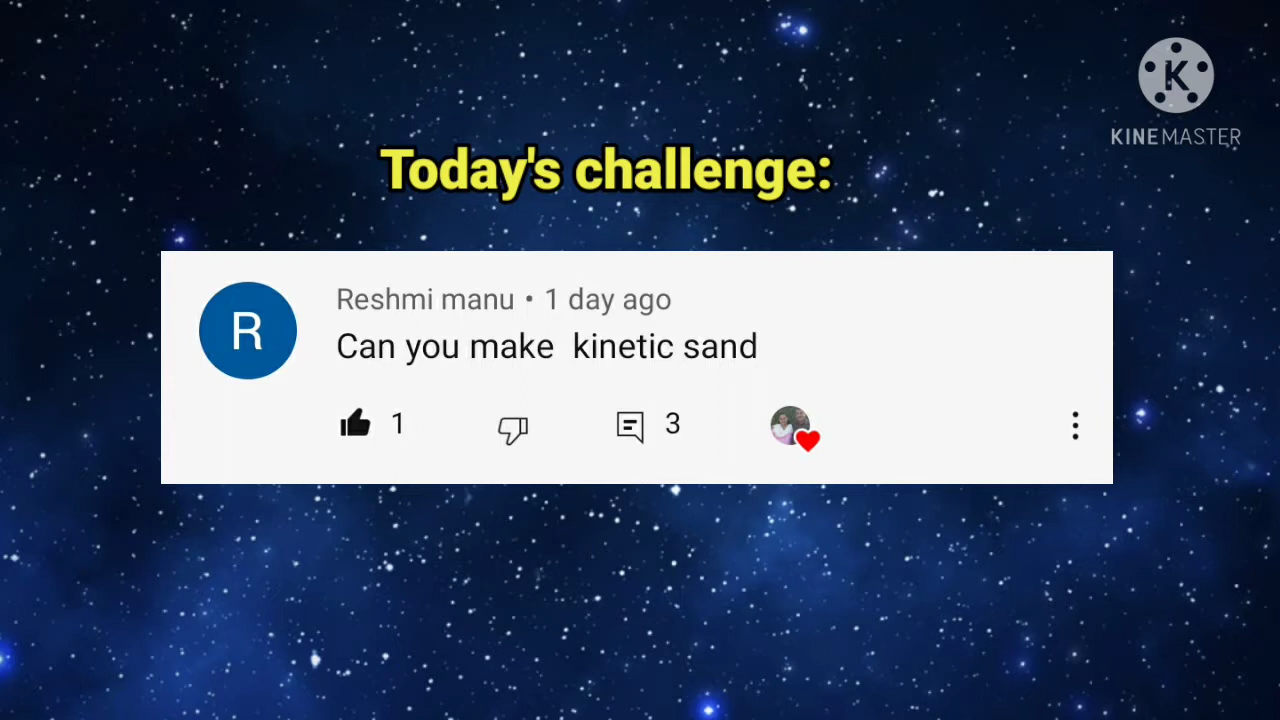 K
KINEMASTER
Today's challenge:
R
Reshmi manu • 1 day ago
Can you make  kinetic sand
1
3